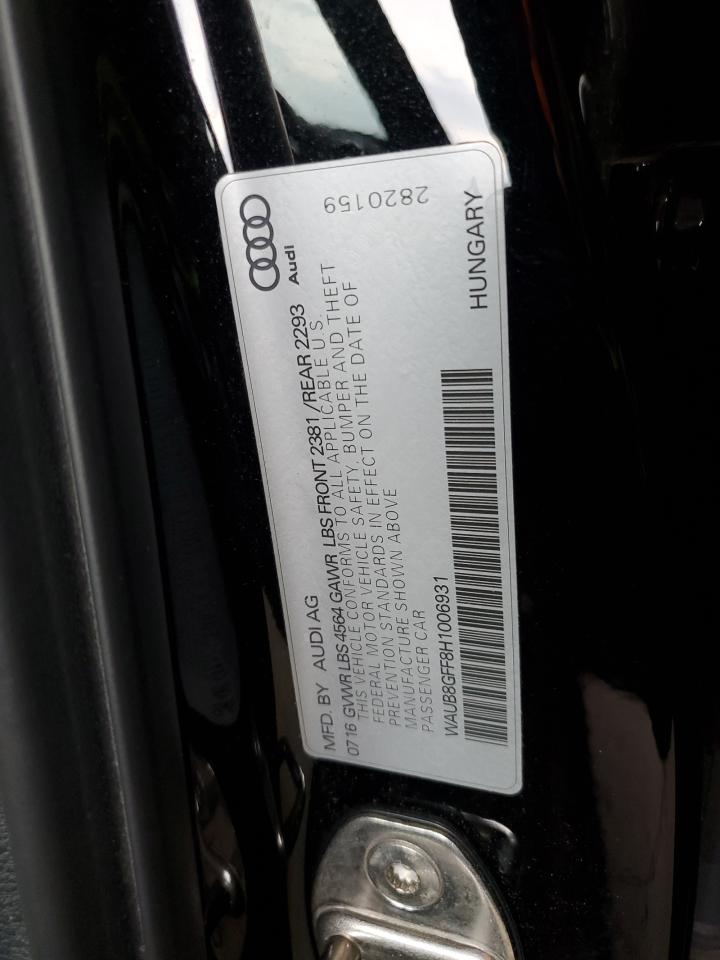 MFD. BY AUDI AG
0716 GVWR LBS 4564 GAWR LBS FRONT 2381 /REAR 2293
THIS VEHICLE CONFORMS TO ALL APPLICABLE U.S.
FEDERAL MOTOR VEHICLE SAFETY, BUMPER AND THEFT
PREVENTION STANDARDS IN EFFECT ON THE DATE OF
MANUFACTURE SHOWN ABOVE
PASSENGER CAR
WAUB8GFF8H1006931
HUNGARY
Audi
2820159